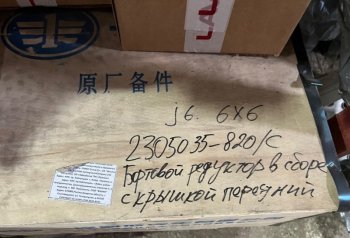 原厂备件
j6. 6x6
2305035-820/C
Бортовой редуктор в сборе
с крышкой передний